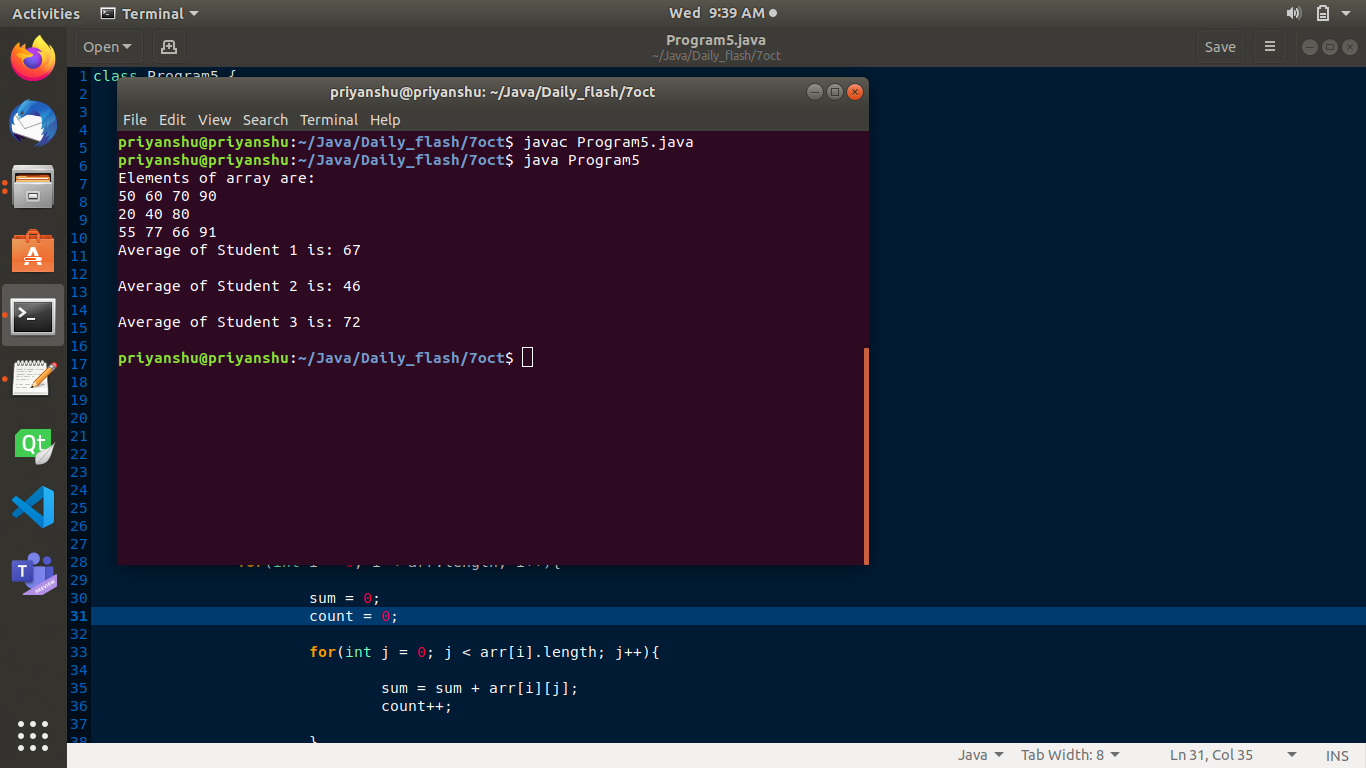 Activities Terminal Wed 9:39 AM
Open Program5.java Save
~/Java/Daily_flash/7oct
1 class Program5 {
priyanshu@priyanshu: ~/Java/Daily_flash/7oct
File Edit View Search Terminal Help
priyanshu@priyanshu:~/Java/Daily_flash/7oct$ javac Program5.java
priyanshu@priyanshu:~/Java/Daily_flash/7oct$ java Program5
Elements of array are:
50 60 70 90
20 40 80
55 77 66 91
Average of Student 1 is: 67
Average of Student 2 is: 46
Average of Student 3 is: 72
priyanshu@priyanshu:~/Java/Daily_flash/7oct$
2
3
4
5
6
7
8
9
10
11
12
13
14
15
16
17
18
19
20
21
22
23
24
25
26
27
28 for(int i = 0; i < arr.length; i++){
29
30 sum = 0;
31 count = 0;
32
33 for(int j = 0; j < arr[i].length; j++){
34
35 sum = sum + arr[i][j];
36 count++;
37
38 }
Qt
T
PREVIEW
Java Tab Width: 8 Ln 31, Col 35 INS